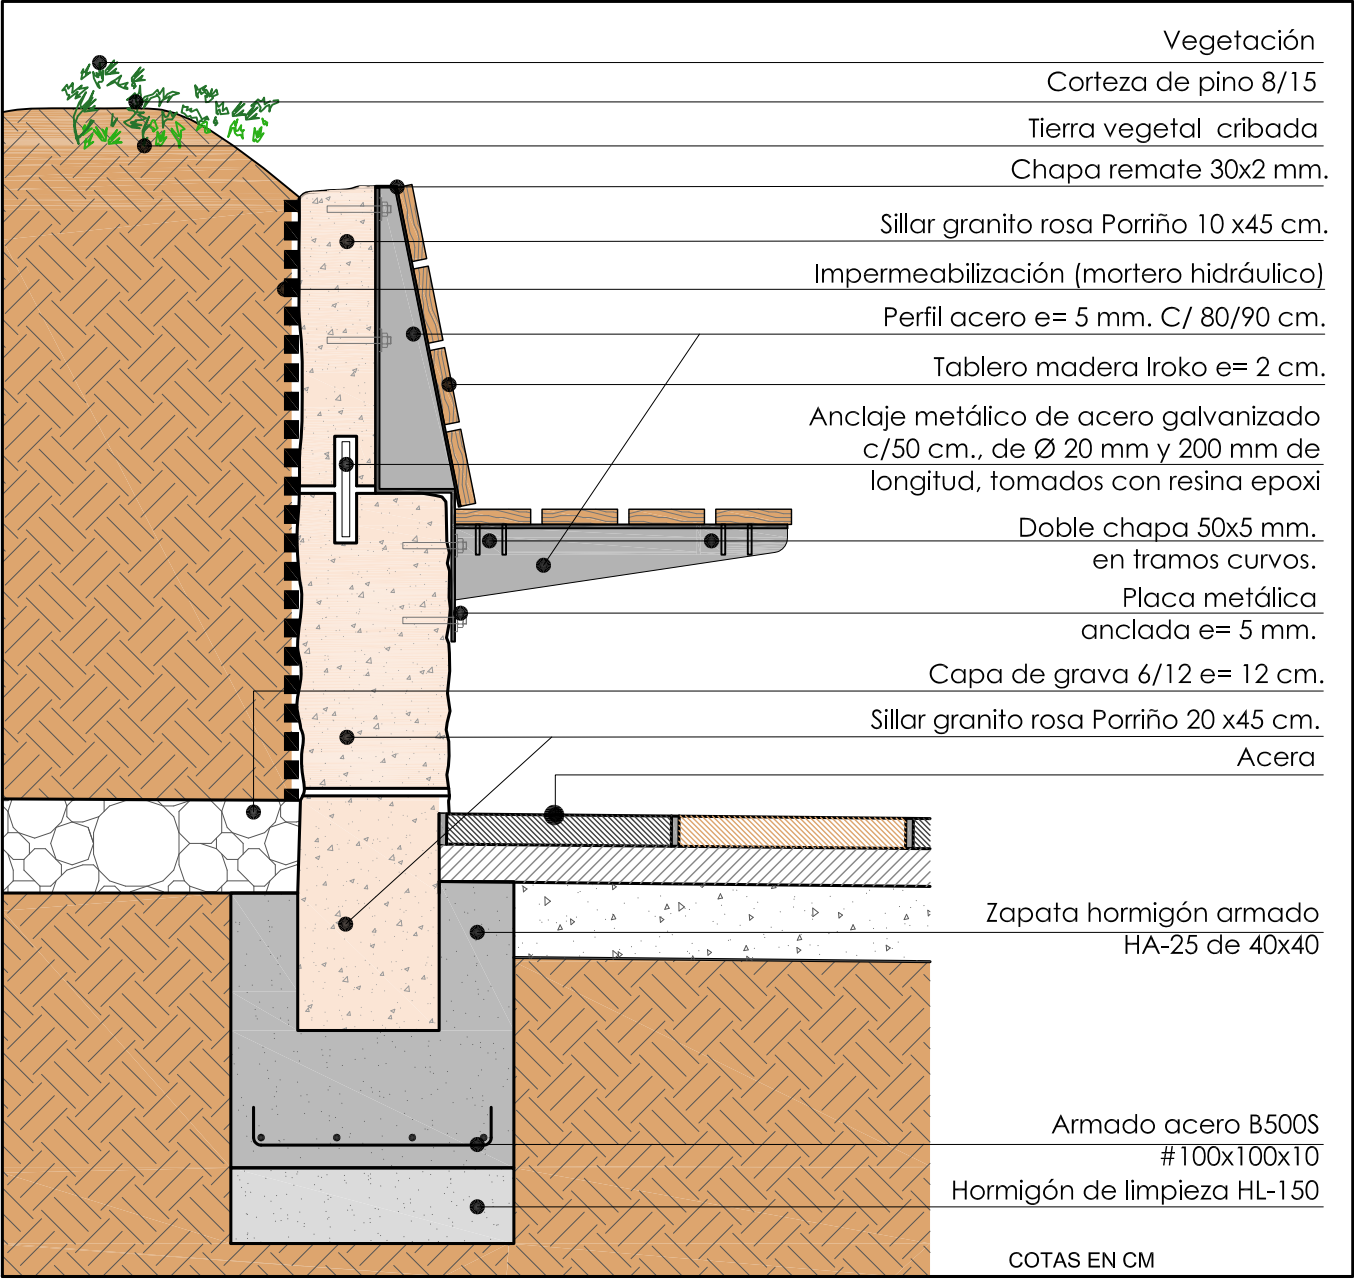 Vegetación
Corteza de pino 8/15
Tierra vegetal cribada
Chapa remate 30x2 mm.
Sillar granito rosa Porriño 10 x45 cm.
Impermeabilización (mortero hidráulico)
Perfil acero e= 5 mm. C/ 80/90 cm.
Tablero madera Iroko e= 2 cm.
Anclaje metálico de acero galvanizado
c/50 cm., de Ø 20 mm y 200 mm de
longitud, tomados con resina epoxi
Doble chapa 50x5 mm.
en tramos curvos.
Placa metálica
anclada e= 5 mm.
Capa de grava 6/12 e= 12 cm.
Sillar granito rosa Porriño 20 x45 cm.
Acera
Zapata hormigón armado
HA-25 de 40x40
Armado acero B500S
#100x100x10
Hormigón de limpieza HL-150
COTAS EN CM